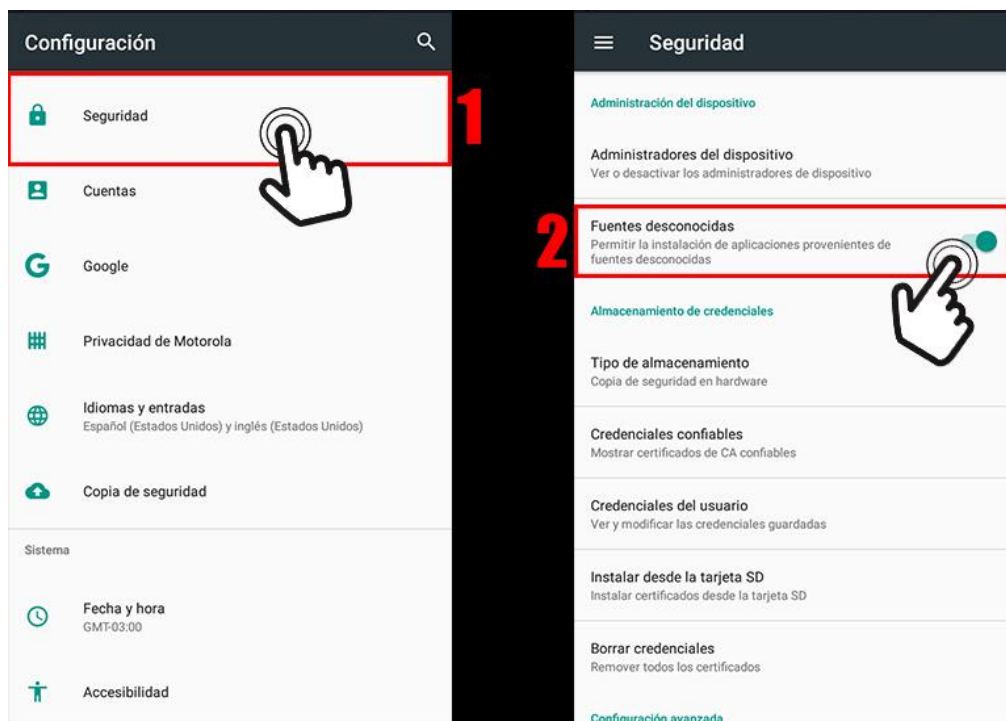 Configuración
Seguridad
1
Cuentas
Google
Privacidad de Motorola
Idiomas y entradas
Español (Estados Unidos) y inglés (Estados Unidos)
Copia de seguridad
Sistema
Fecha y hora
GMT-03:00
Accesibilidad
Seguridad
Administración del dispositivo
Administradores del dispositivo
Ver o desactivar los administradores de dispositivo
2
Fuentes desconocidas
Permitir la instalación de aplicaciones provenientes de
fuentes desconocidas
Almacenamiento de credenciales
Tipo de almacenamiento
Copia de seguridad en hardware
Credenciales confiables
Mostrar certificados de CA confiables
Credenciales del usuario
Ver y modificar las credenciales guardadas
Instalar desde la tarjeta SD
Instalar certificados desde la tarjeta SD
Borrar credenciales
Remover todos los certificados
Configuración avanzada